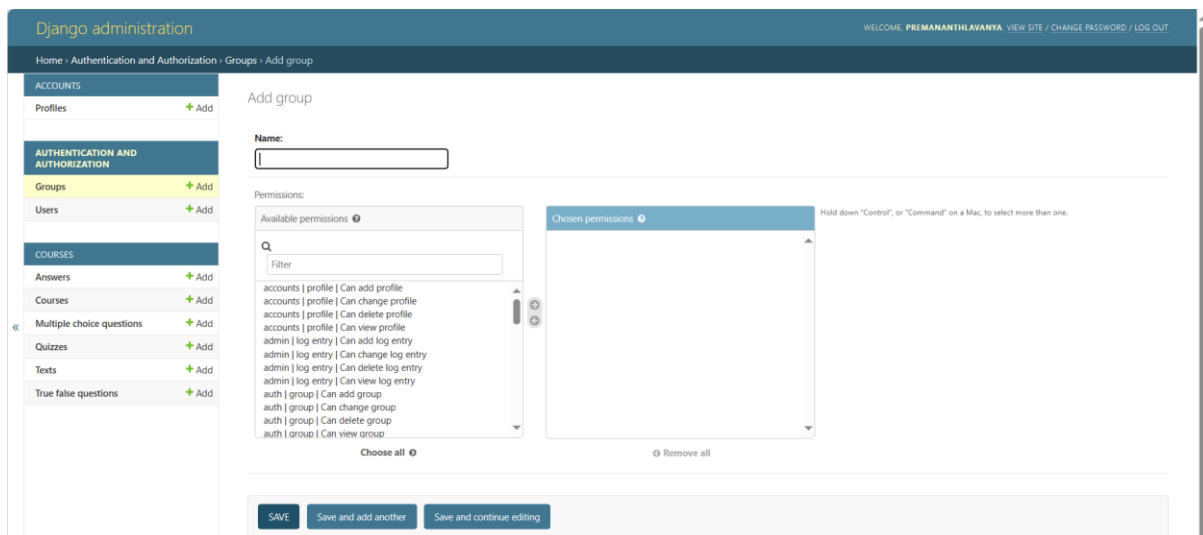 Django administration
WELCOME, PREMANANTHLAVANYA. VIEW SITE / CHANGE PASSWORD / LOG OUT
Home › Authentication and Authorization › Groups › Add group
ACCOUNTS
Profiles + Add
AUTHENTICATION AND
AUTHORIZATION
Groups + Add
Users + Add
COURSES
Answers + Add
Courses + Add
Multiple choice questions + Add
Quizzes + Add
Texts + Add
True false questions + Add
«
Add group
Name:
Permissions:
Available permissions
Filter
accounts | profile | Can add profile
accounts | profile | Can change profile
accounts | profile | Can delete profile
accounts | profile | Can view profile
admin | log entry | Can add log entry
admin | log entry | Can change log entry
admin | log entry | Can delete log entry
admin | log entry | Can view log entry
auth | group | Can add group
auth | group | Can change group
auth | group | Can delete group
auth | group | Can view group
Choose all
Chosen permissions
Remove all
Hold down "Control", or "Command" on a Mac, to select more than one.
SAVE
Save and add another
Save and continue editing